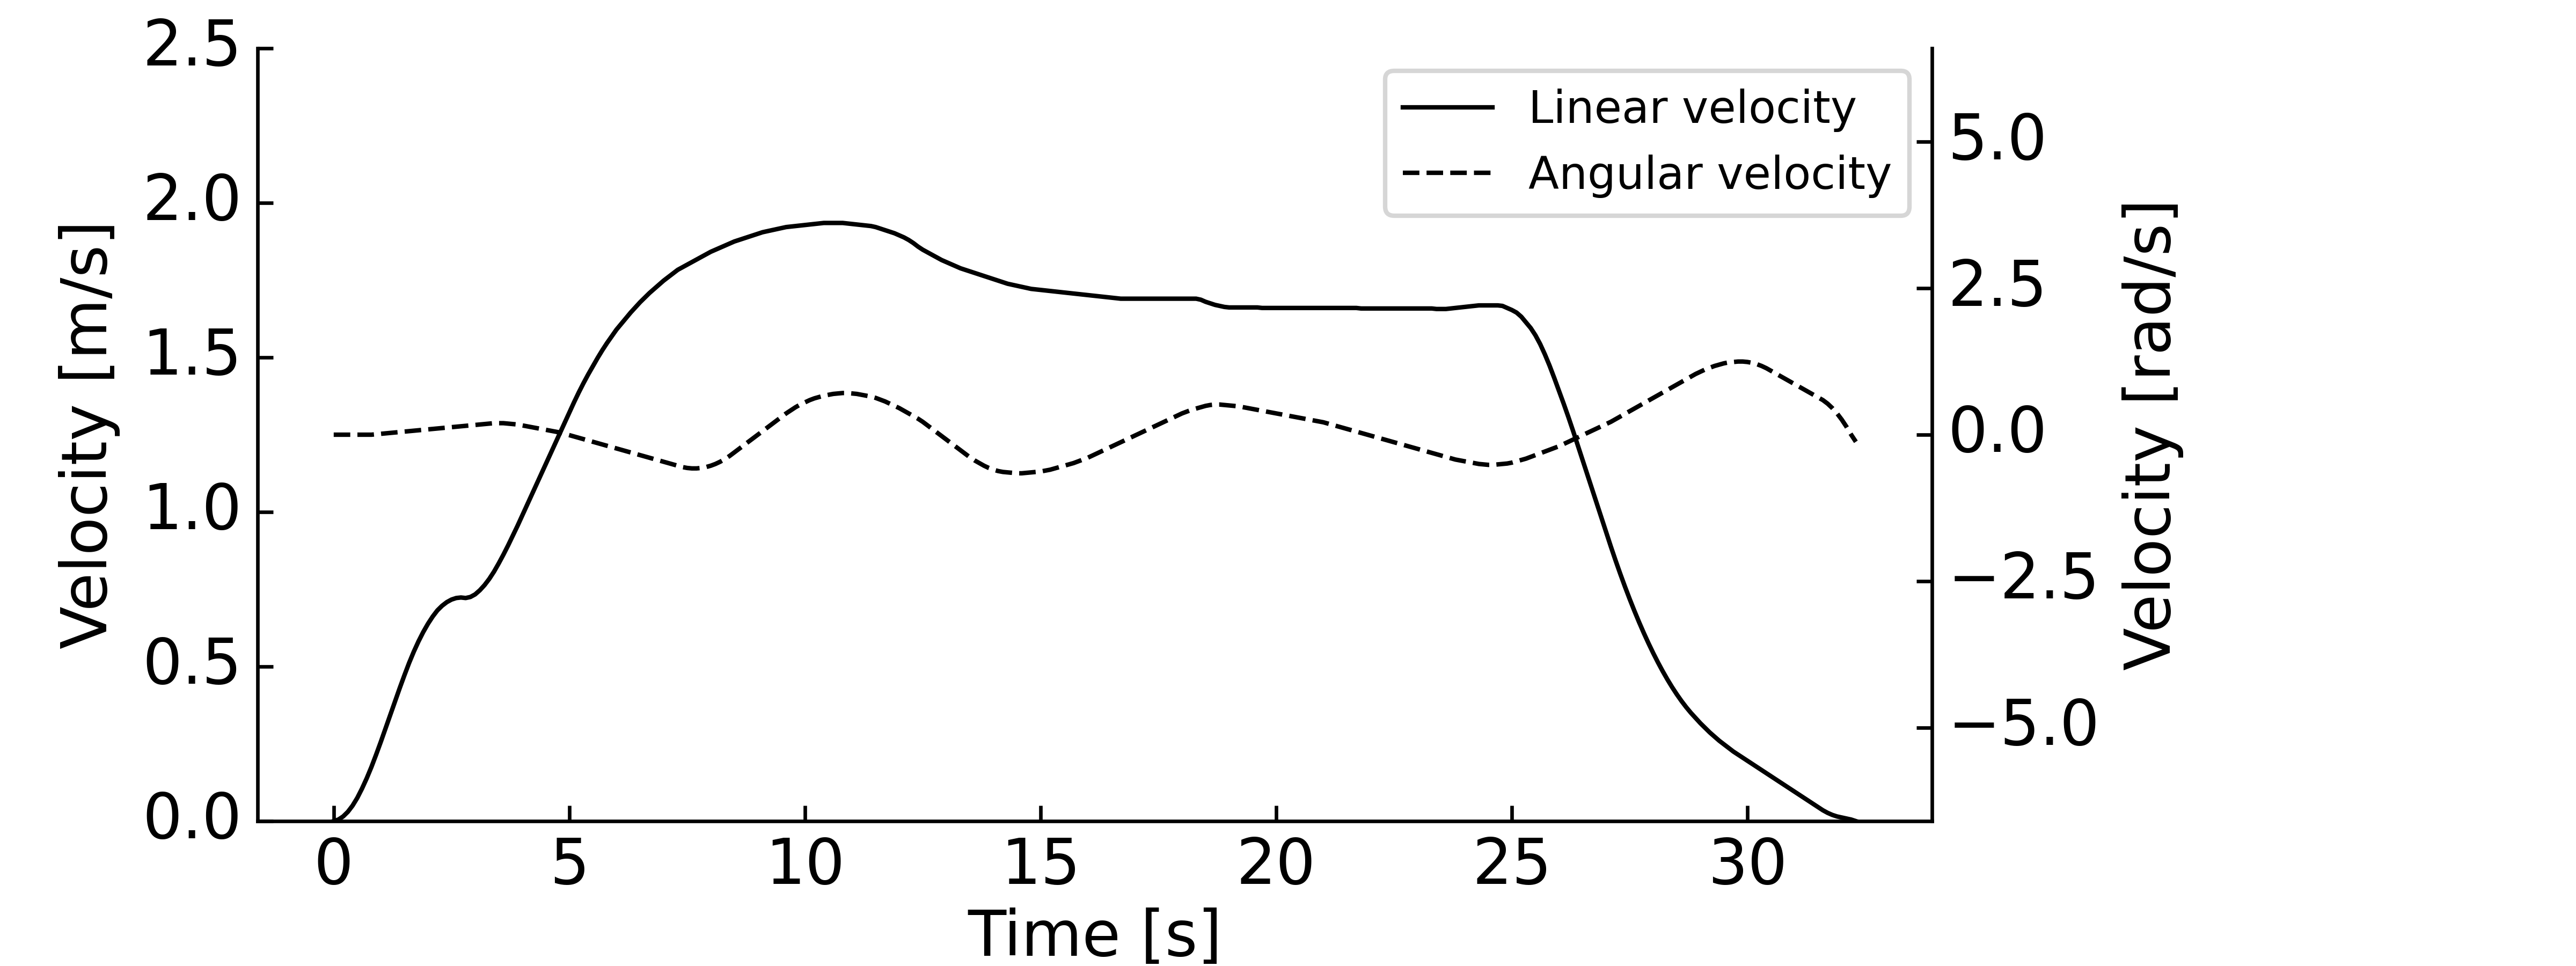 2.5
2.0
1.5
1.0
0.5
0.0
Velocity [m/s]
Linear velocity
Angular velocity
5.0
2.5
0.0
−2.5
−5.0
Velocity [rad/s]
0 5 10 15 20 25 30
Time [s]